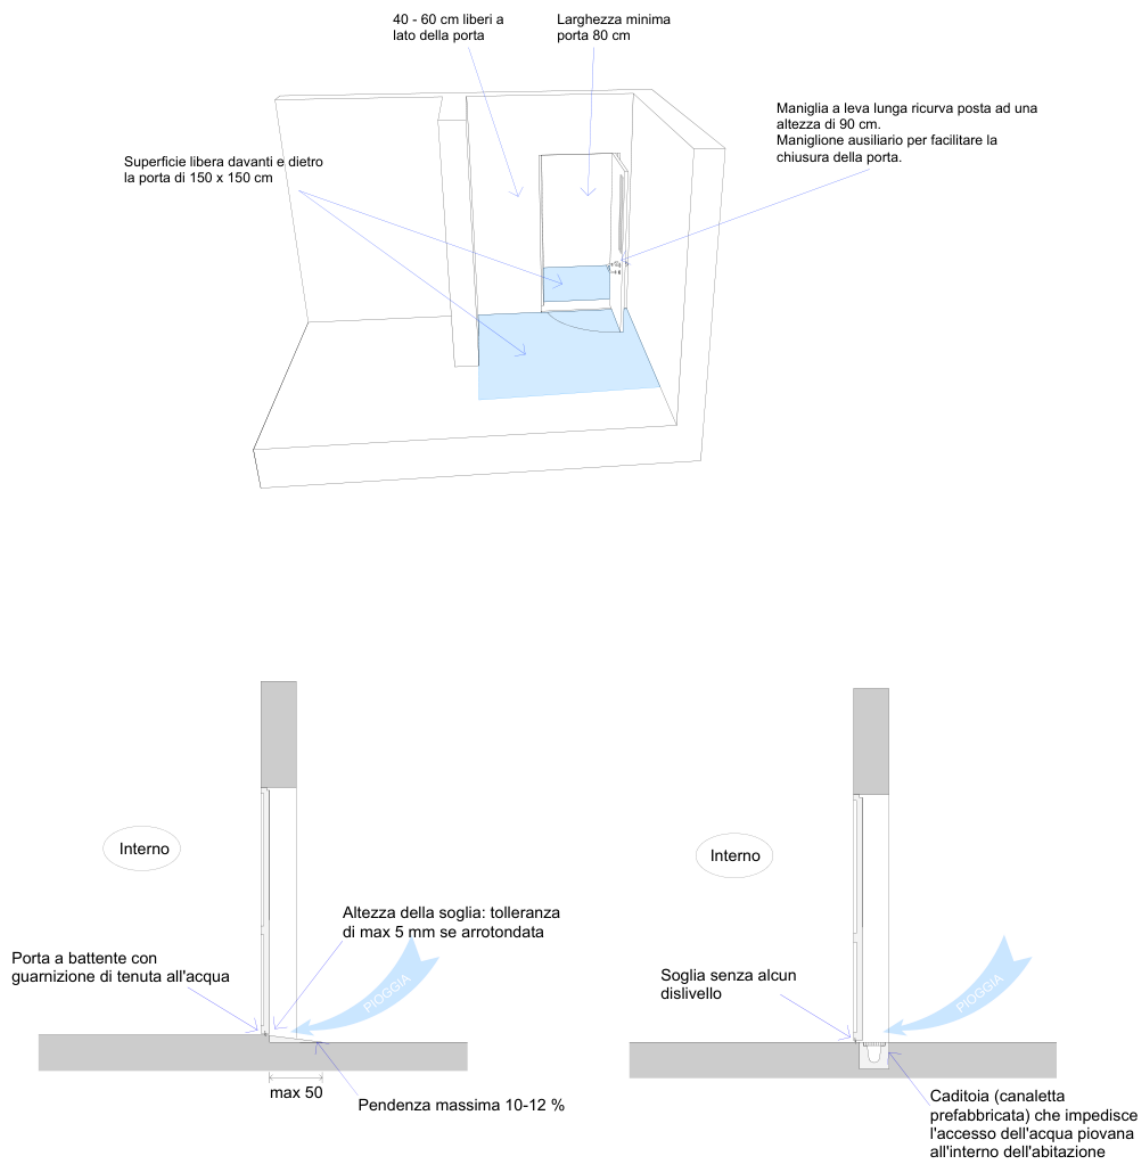 40 - 60 cm liberi a
lato della porta
Larghezza minima
porta 80 cm
Maniglia a leva lunga ricurva posta ad una
altezza di 90 cm.
Maniglione ausiliario per facilitare la
chiusura della porta.
Superficie libera davanti e dietro
la porta di 150 x 150 cm
Interno
Altezza della soglia: tolleranza
di max 5 mm se arrotondata
Porta a battente con
guarnizione di tenuta all'acqua
PIOGGIA
max 50
Pendenza massima 10-12 %
Interno
Soglia senza alcun
dislivello
PIOGGIA
Caditoia (canaletta
prefabbricata) che impedisce
l'accesso dell'acqua piovana
all'interno dell'abitazione